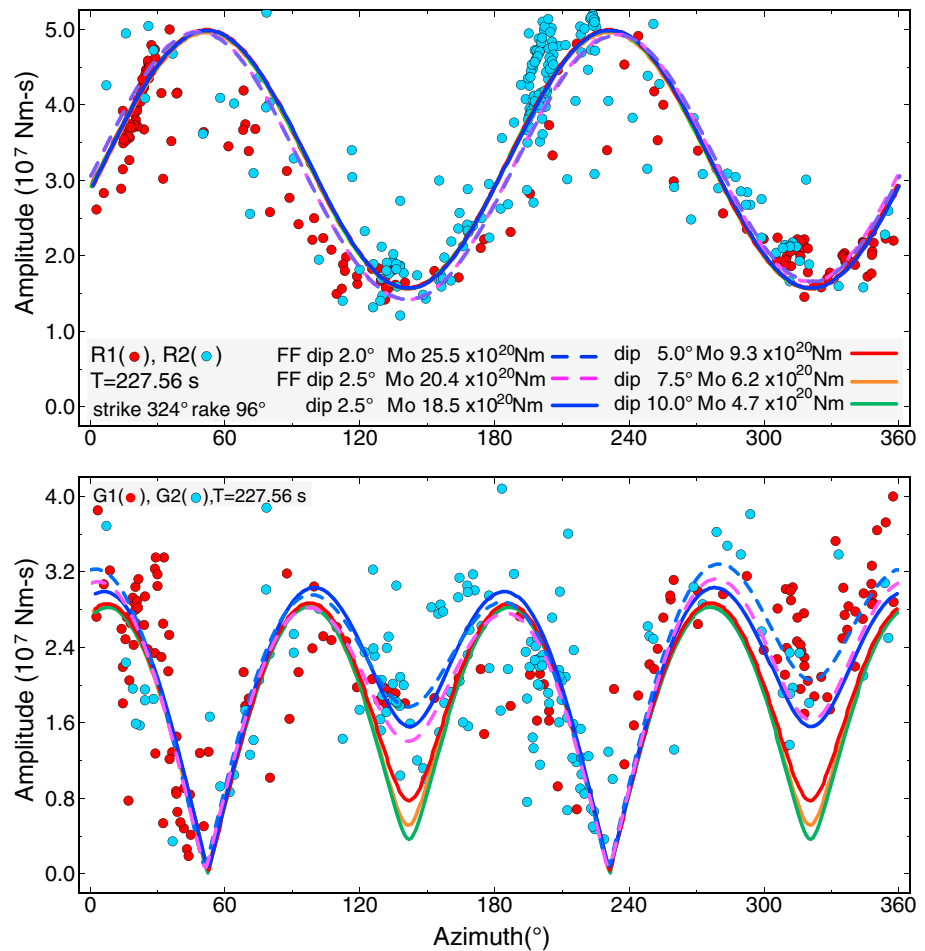 Amplitude (10⁷ Nm-s)
5.0
4.0
3.0
2.0
1.0
0.0
R1(●), R2(●)
T=227.56 s
strike 324° rake 96°
FF dip 2.0° Mo 25.5 x10²⁰Nm
FF dip 2.5° Mo 20.4 x10²⁰Nm
dip 2.5° Mo 18.5 x10²⁰Nm
dip 5.0° Mo 9.3 x10²⁰Nm
dip 7.5° Mo 6.2 x10²⁰Nm
dip 10.0° Mo 4.7 x10²⁰Nm
0 60 120 180 240 300 360
G1(●), G2(●),T=227.56 s
Amplitude (10⁷ Nm-s)
4.0
3.2
2.4
1.6
0.8
0.0
0 60 120 180 240 300 360
Azimuth(°)